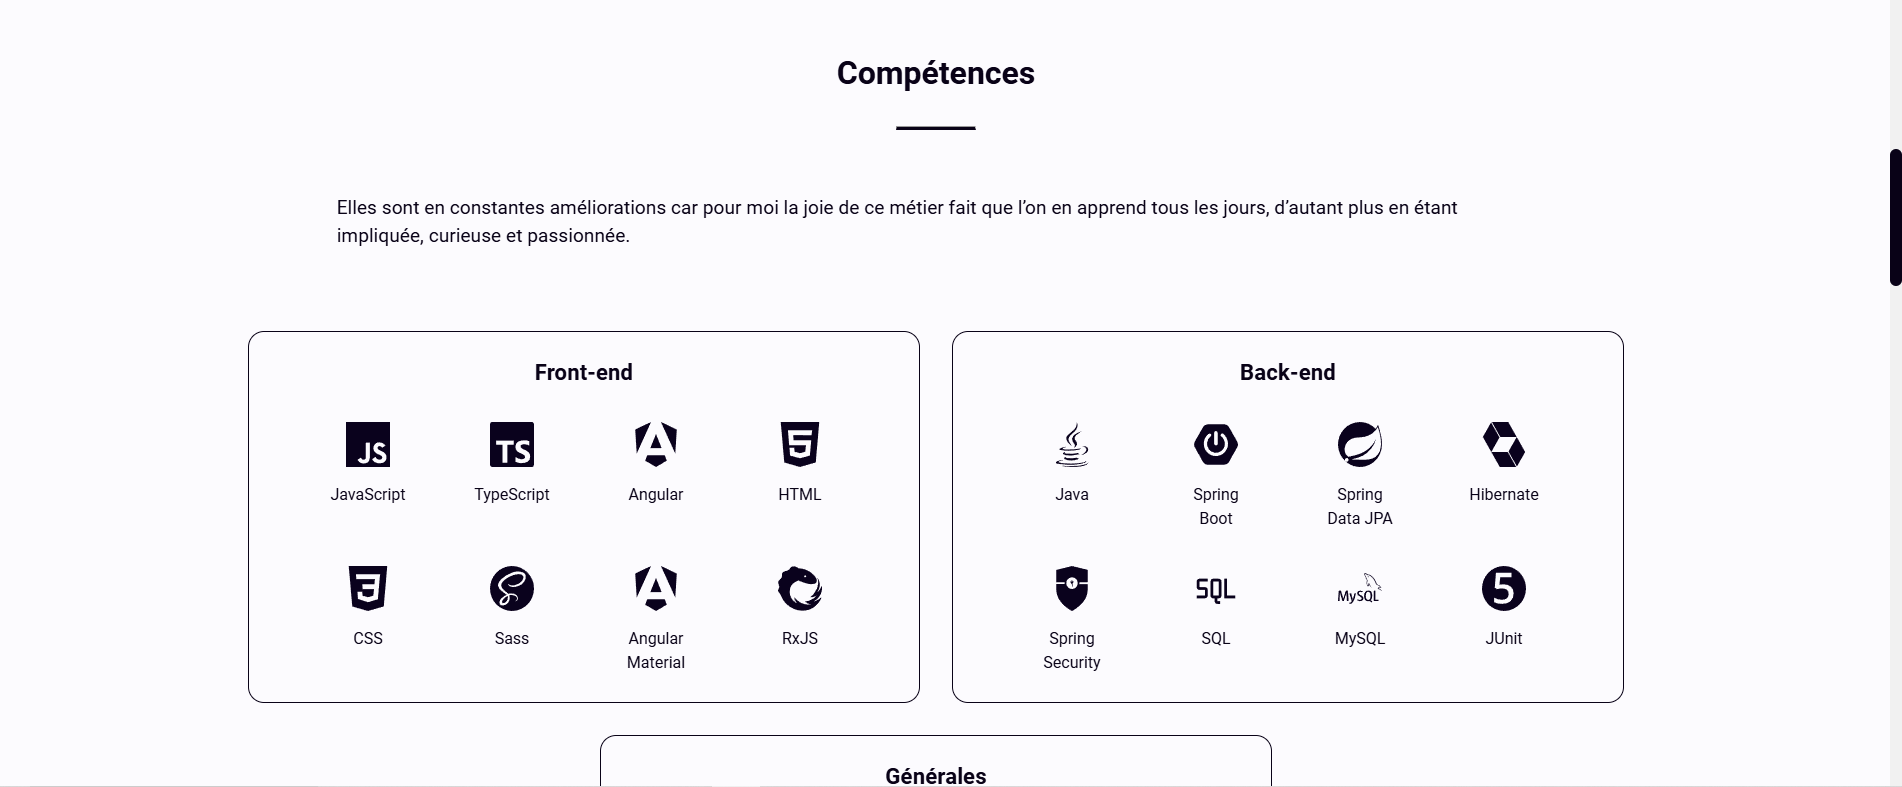 Compétences
Elles sont en constantes améliorations car pour moi la joie de ce métier fait que l’on en apprend tous les jours, d’autant plus en étant
impliquée, curieuse et passionnée.
Front-end
JS
TS
JavaScript
TypeScript
Angular
HTML
CSS
Sass
Angular
Material
RxJS
Back-end
Java
Spring
Boot
Spring
Data JPA
Hibernate
SQL
MySQL
5
Spring
Security
SQL
MySQL
JUnit
Générales